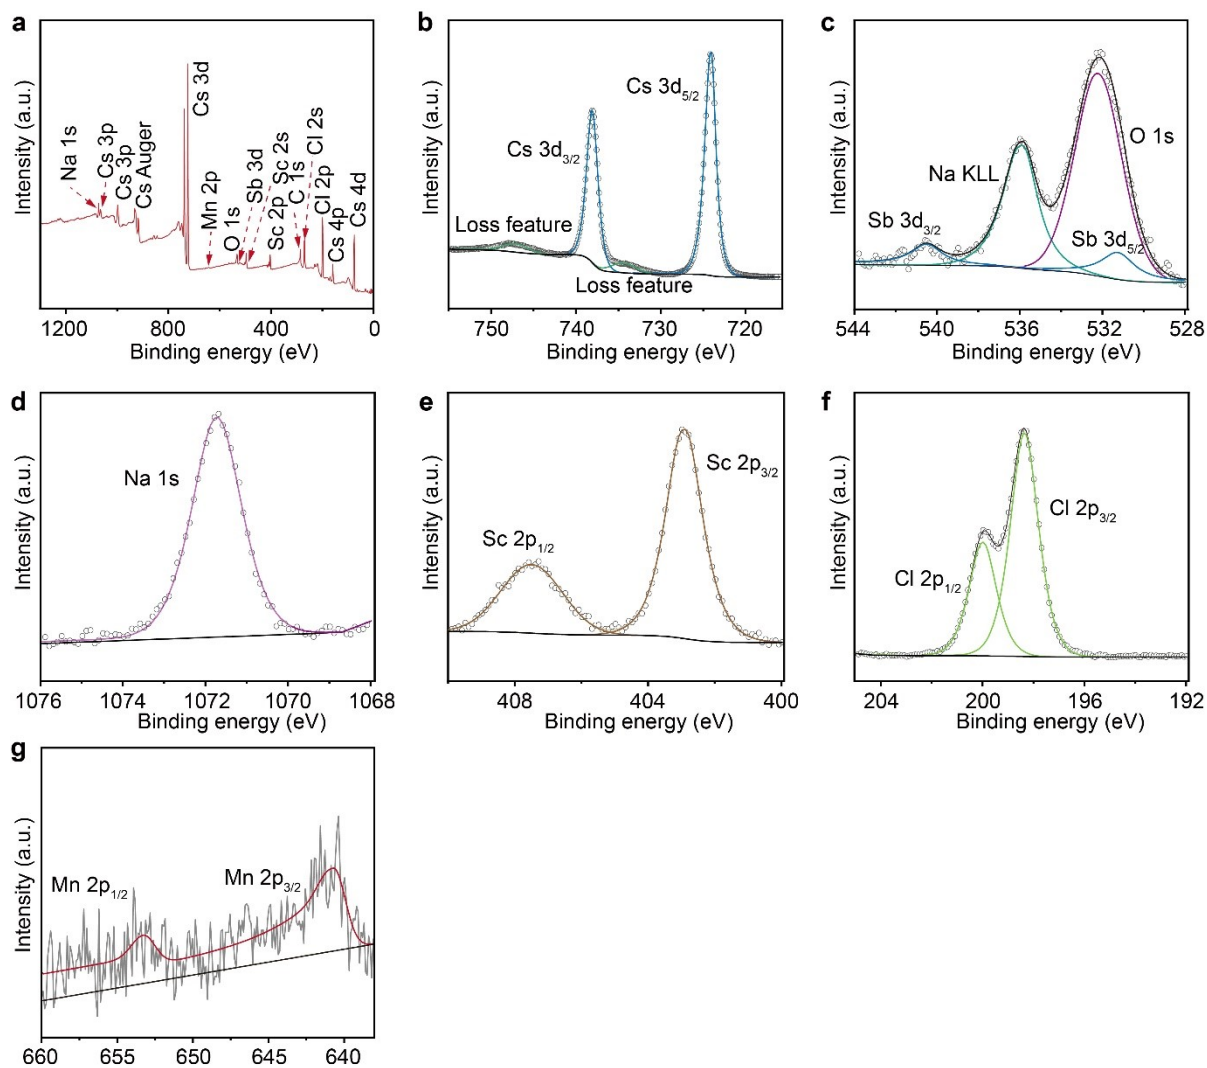 a
Intensity (a.u.)
Na 1s
Cs 3p
Cs 3p
Cs Auger
Cs 3d
Mn 2p
O 1s
Sb 3d
Sc 2s
Sc 2p
C 1s
Cl 2s
Cl 2p
Cs 4p
Cs 4d
1200 800 400 0
Binding energy (eV)
b
Intensity (a.u.)
Cs 3d5/2
Cs 3d3/2
Loss feature
Loss feature
750 740 730 720
Binding energy (eV)
c
Intensity (a.u.)
O 1s
Na KLL
Sb 3d3/2
Sb 3d5/2
544 540 536 532 528
Binding energy (eV)
d
Intensity (a.u.)
Na 1s
1076 1074 1072 1070 1068
Binding energy (eV)
e
Intensity (a.u.)
Sc 2p3/2
Sc 2p1/2
408 404 400
Binding energy (eV)
f
Intensity (a.u.)
Cl 2p3/2
Cl 2p1/2
204 200 196 192
Binding energy (eV)
g
Intensity (a.u.)
Mn 2p1/2
Mn 2p3/2
660 655 650 645 640
Binding energy (eV)